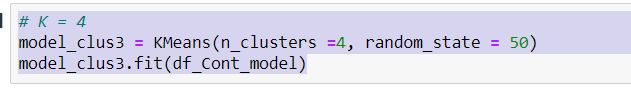 # K = 4
model_clus3 = KMeans(n_clusters =4, random_state = 50)
model_clus3.fit(df_Cont_model)